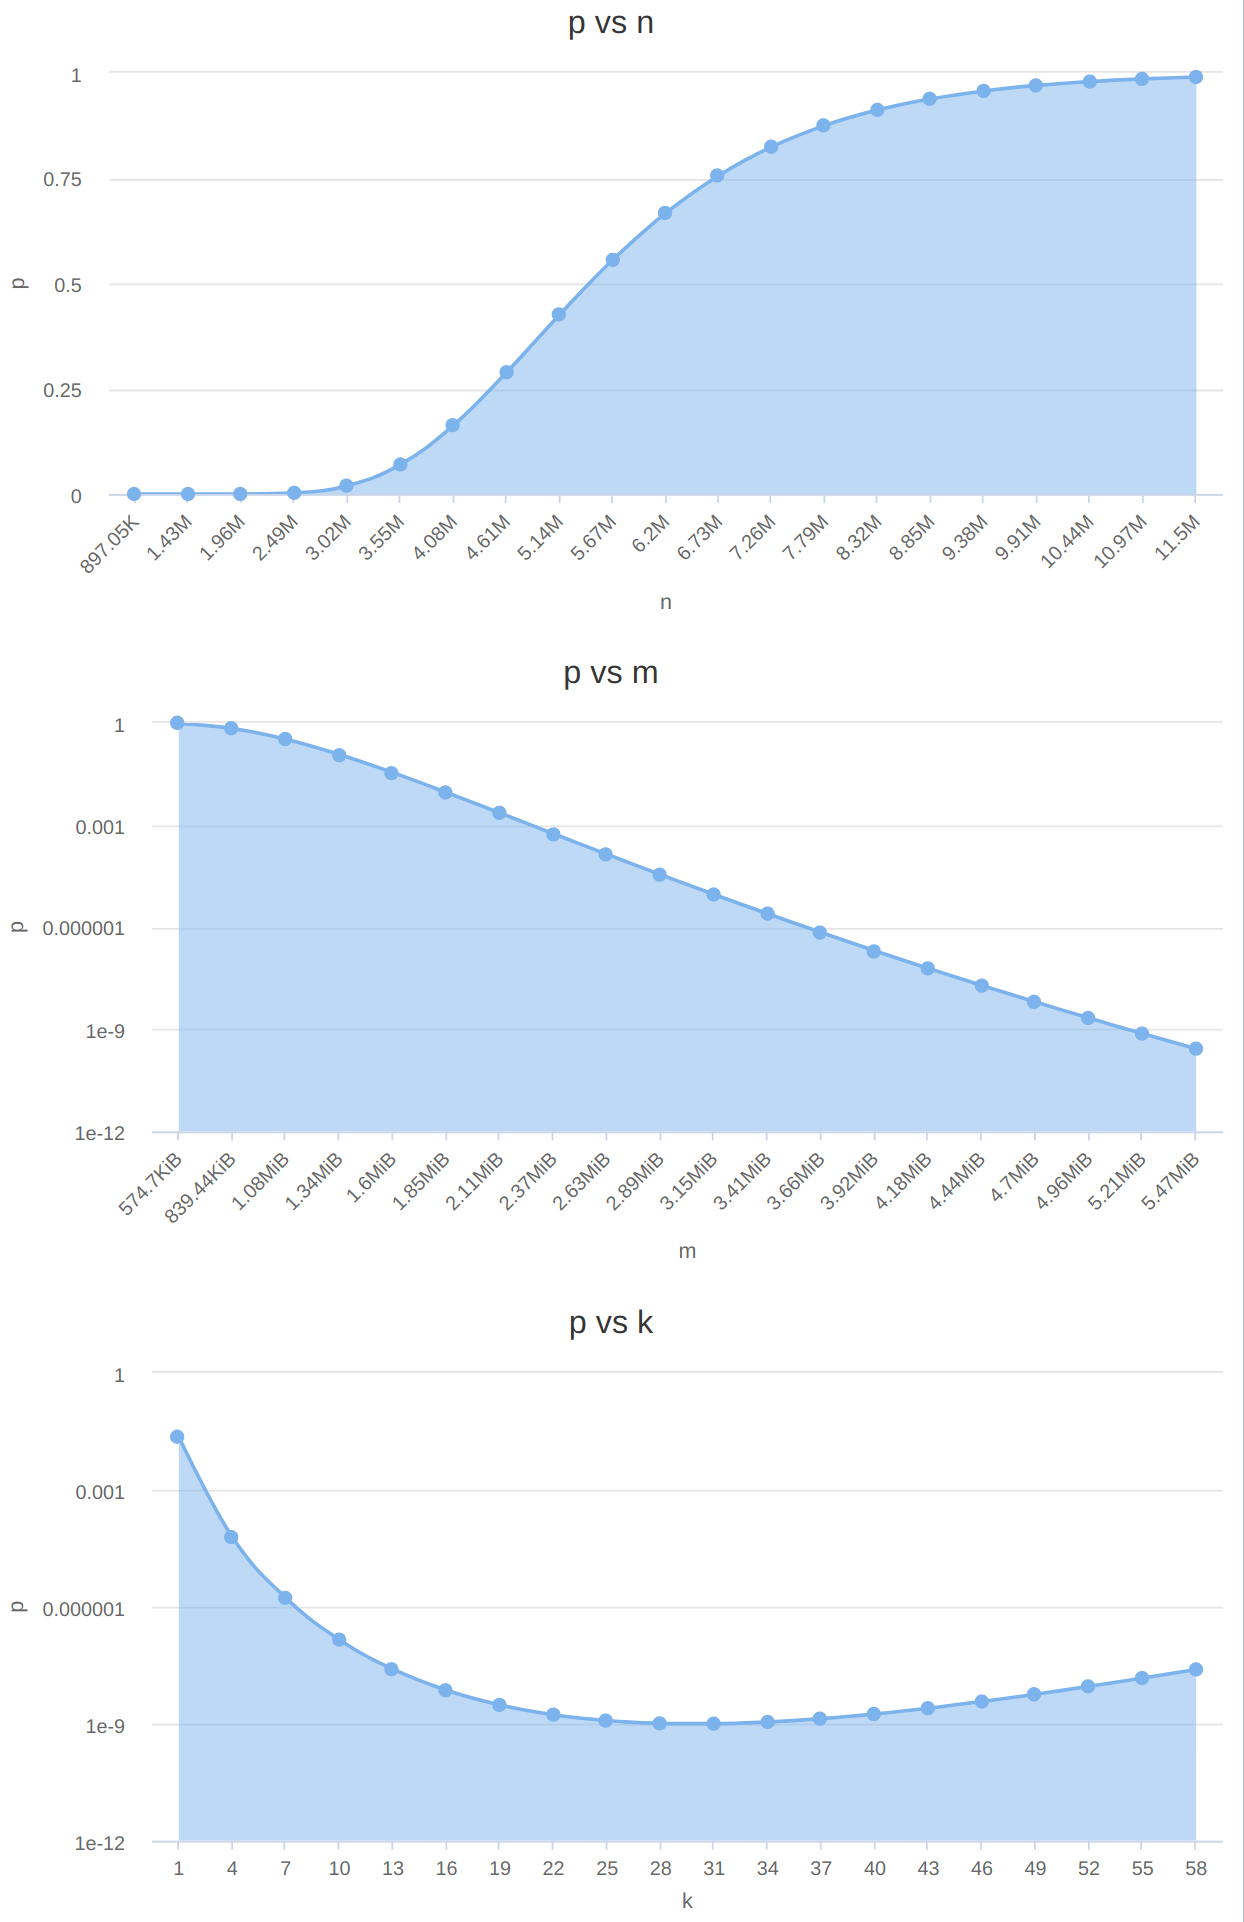 p vs n
1
0.75
0.5
0.25
0
p
897.05K 1.43M 1.96M 2.49M 3.02M 3.55M 4.08M 4.61M 5.14M 5.67M 6.2M 6.73M 7.26M 7.79M 8.32M 8.85M 9.38M 9.91M 10.44M 10.97M 11.5M
n
p vs m
1
0.001
0.000001
1e-9
1e-12
p
574.7KiB 839.44KiB 1.08MiB 1.34MiB 1.6MiB 1.85MiB 2.11MiB 2.37MiB 2.63MiB 2.89MiB 3.15MiB 3.41MiB 3.66MiB 3.92MiB 4.18MiB 4.44MiB 4.7MiB 4.96MiB 5.21MiB 5.47MiB
m
p vs k
1
0.001
0.000001
1e-9
1e-12
p
1 4 7 10 13 16 19 22 25 28 31 34 37 40 43 46 49 52 55 58
k